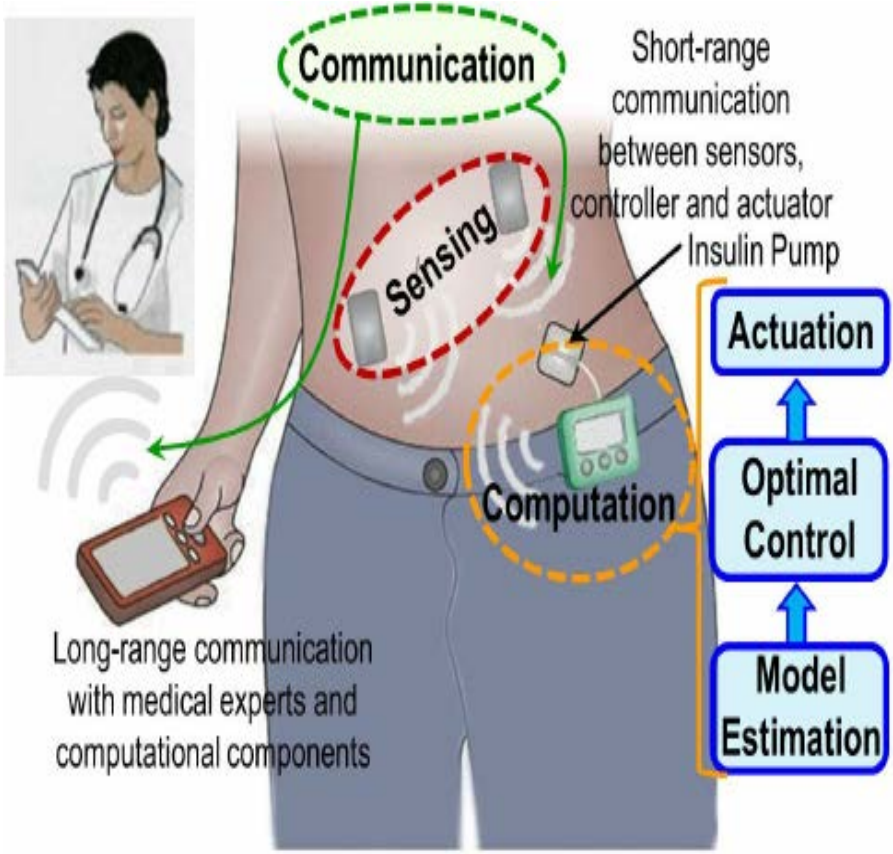 Communication
Short-range
communication
between sensors,
controller and actuator
Insulin Pump
Sensing
Computation
Actuation
Optimal
Control
Model
Estimation
Long-range communication
with medical experts and
computational components